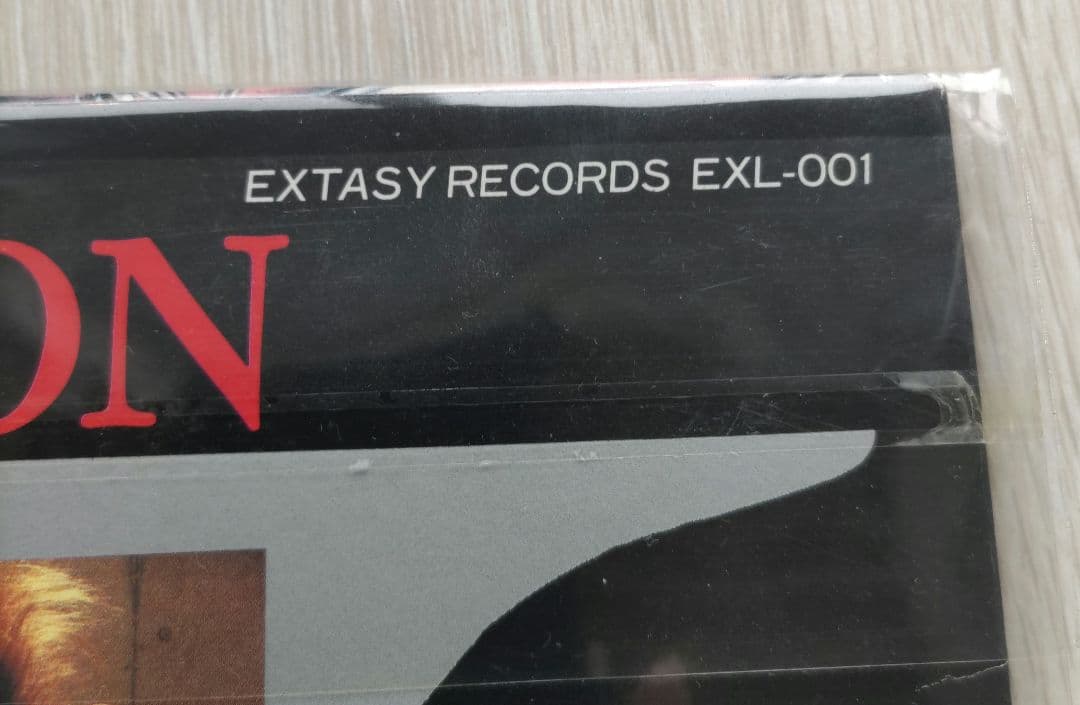 EXTASY RECORDS EXL-001
ON